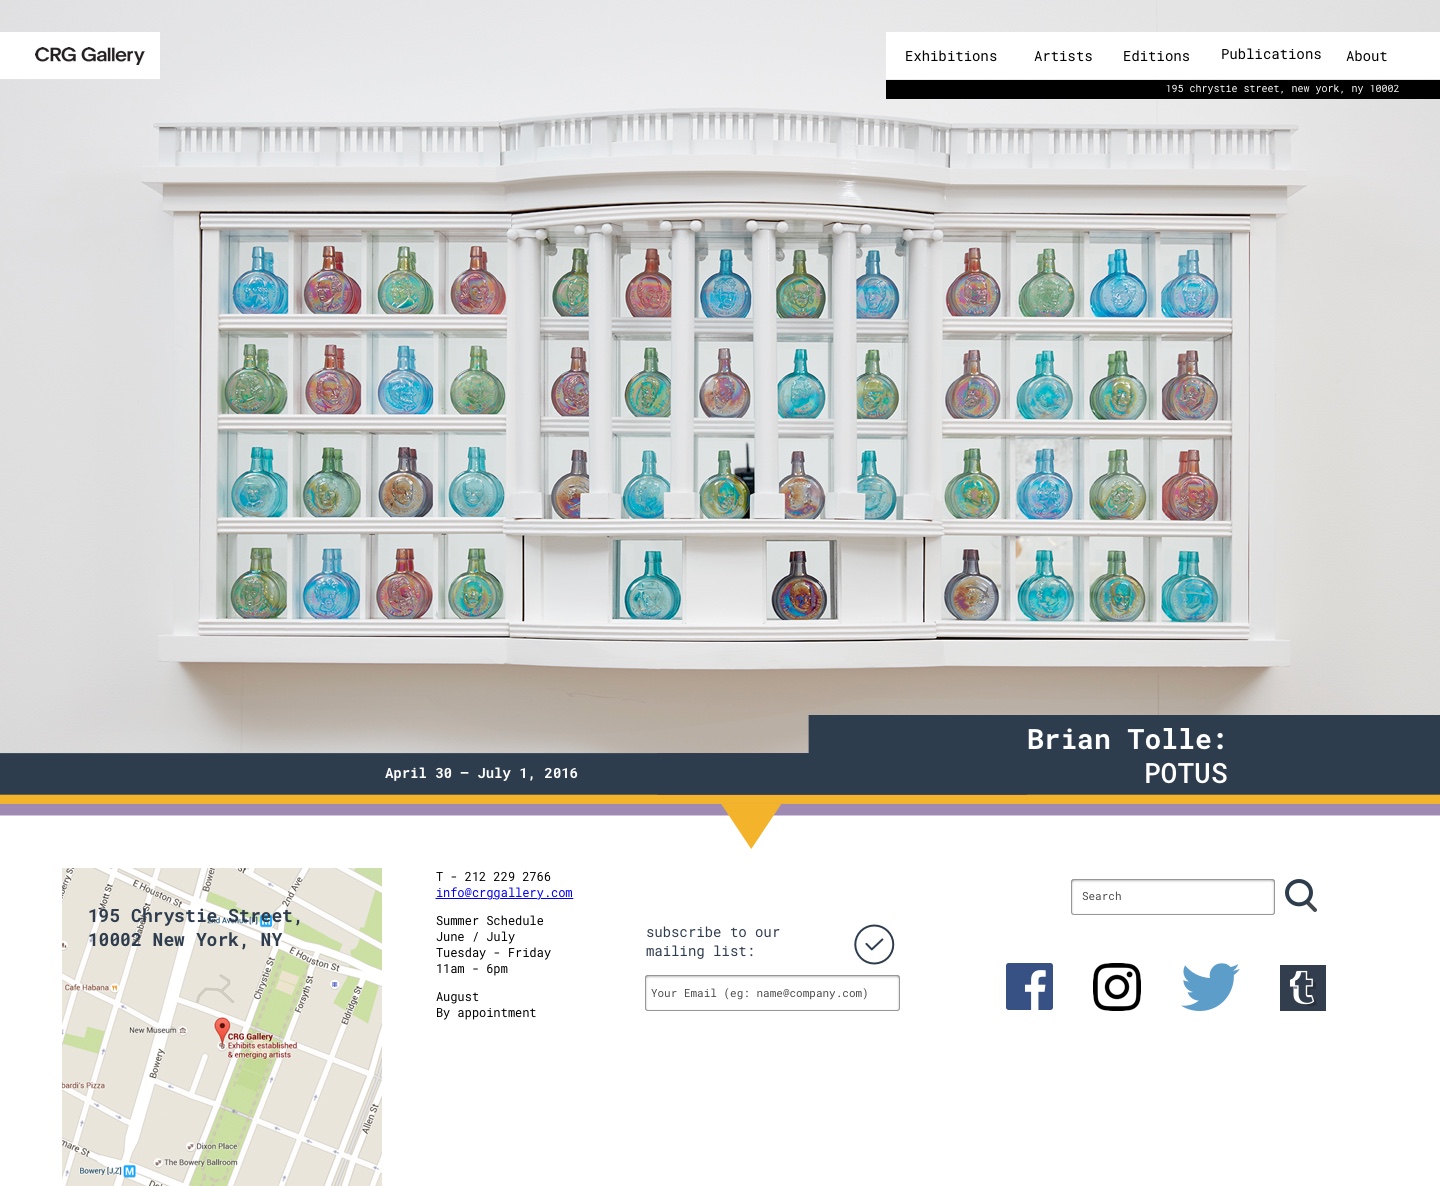 CRG Gallery
Exhibitions
Artists
Editions
Publications
About
195 chrystie street, new york, ny 10002
Brian Tolle:
POTUS
April 30 – July 1, 2016
195 Chrystie Street,
10002 New York, NY
E Houston St
2nd Ave
Mott St
E Houston St
Cafe Habana
Chrystie St
Forsyth St
Eldridge St
New Museum
CRG Gallery
Exhibits established
& emerging artists
Bowery
bardi's Pizza
Allen St
Dixon Place
The Bowery Ballroom
Bowery [J,Z] M
T - 212 229 2766
info@crggallery.com
Summer Schedule
June / July
Tuesday - Friday
11am - 6pm
August
By appointment
subscribe to our
mailing list:
Your Email (eg: name@company.com)
Search